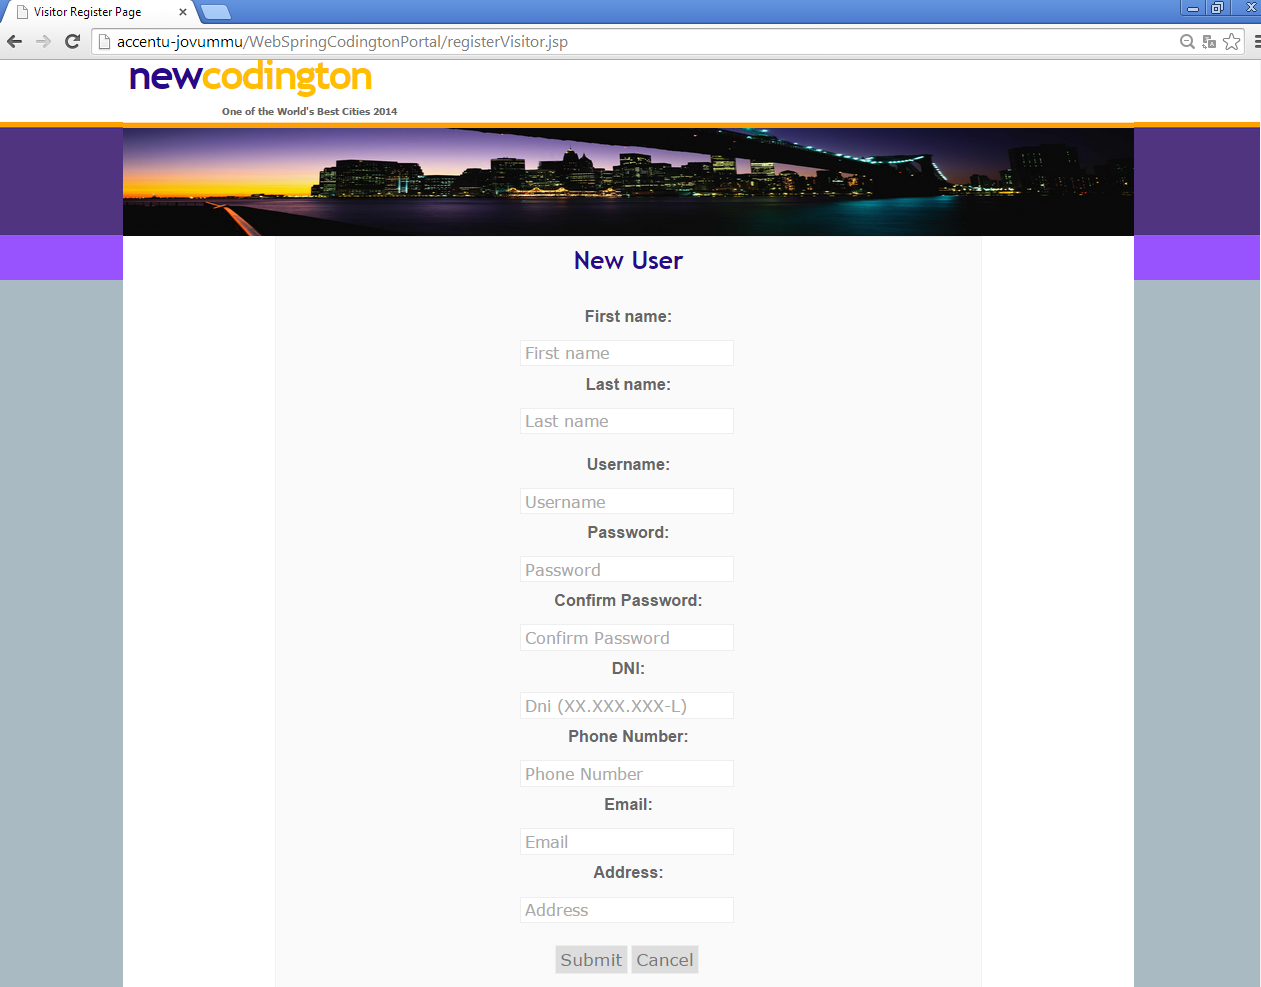 Visitor Register Page
accentu-jovummu/WebSpringCodingtonPortal/registerVisitor.jsp
newcodington
One of the World's Best Cities 2014
New User
First name:
First name
Last name:
Last name
Username:
Username
Password:
Password
Confirm Password:
Confirm Password
DNI:
Dni (XX.XXX.XXX-L)
Phone Number:
Phone Number
Email:
Email
Address:
Address
Submit Cancel